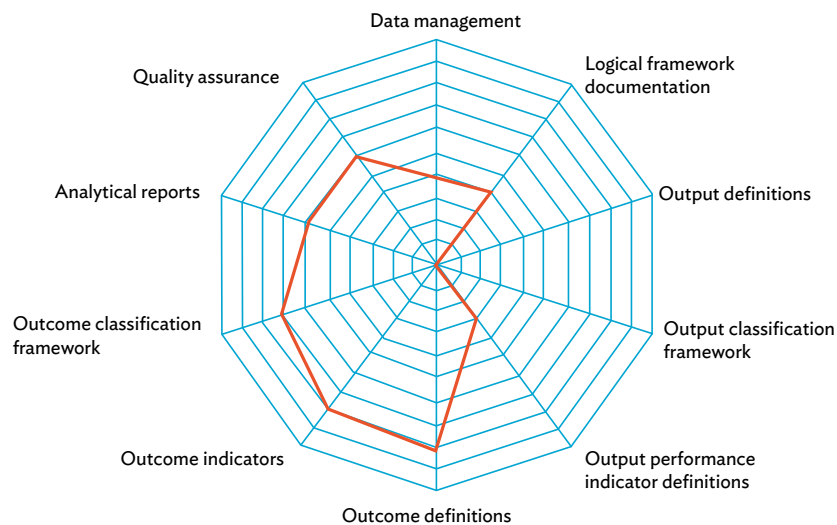 Data management
Logical framework
documentation
Output definitions
Output classification
framework
Output performance
indicator definitions
Outcome definitions
Outcome indicators
Outcome classification
framework
Analytical reports
Quality assurance